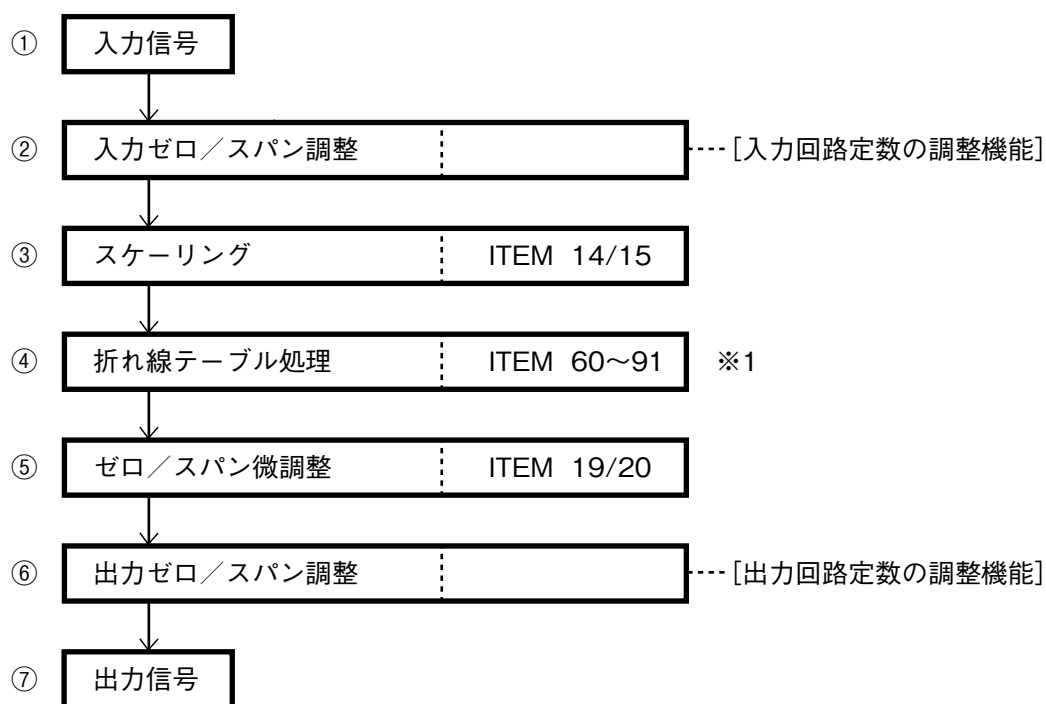 ① 入力信号
② 入力ゼロ／スパン調整 [入力回路定数の調整機能]
③ スケーリング ITEM 14/15
④ 折れ線テーブル処理 ITEM 60～91 ※1
⑤ ゼロ／スパン微調整 ITEM 19/20
⑥ 出力ゼロ／スパン調整 [出力回路定数の調整機能]
⑦ 出力信号